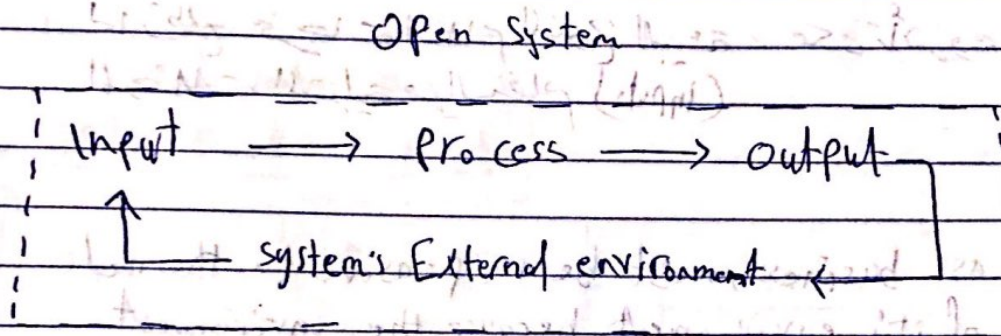 Open System
Input → Process → Output
System's External environment